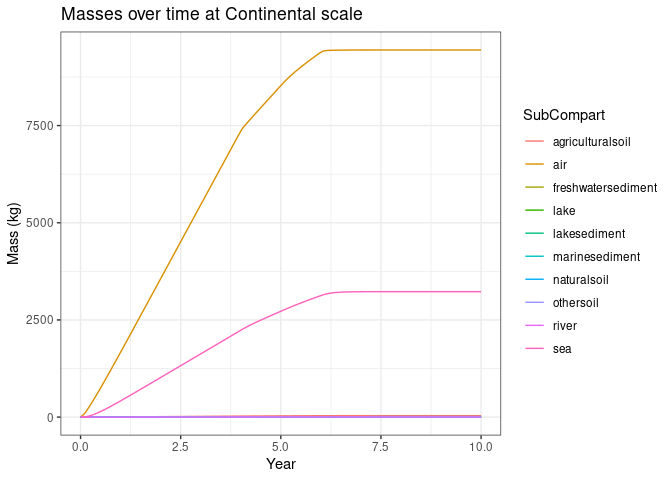 Masses over time at Continental scale
Mass (kg)
7500
5000
2500
0
0.0
2.5
5.0
7.5
10.0
Year
SubCompart
agriculturalsoil
air
freshwatersediment
lake
lakesediment
marinesediment
naturalsoil
othersoil
river
sea